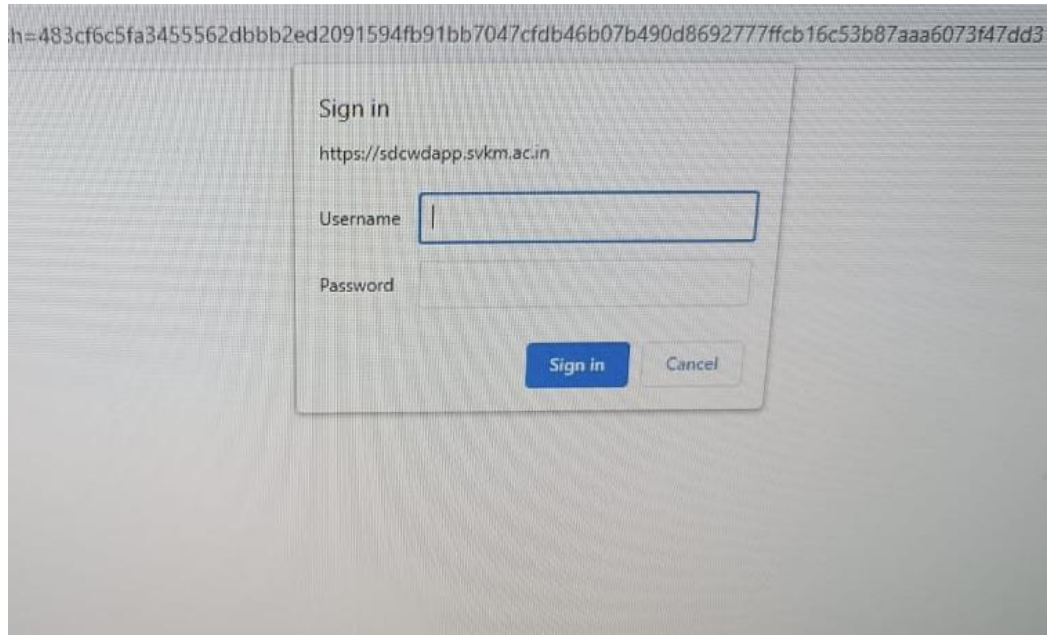 h=483cf6c5fa3455562dbbb2ed2091594fb91bb7047cfdb46b07b490d8692777ffcb16c53b87aaa6073f47dd3
Sign in
https://sdcwdapp.svkm.ac.in
Username
Password
Sign in Cancel